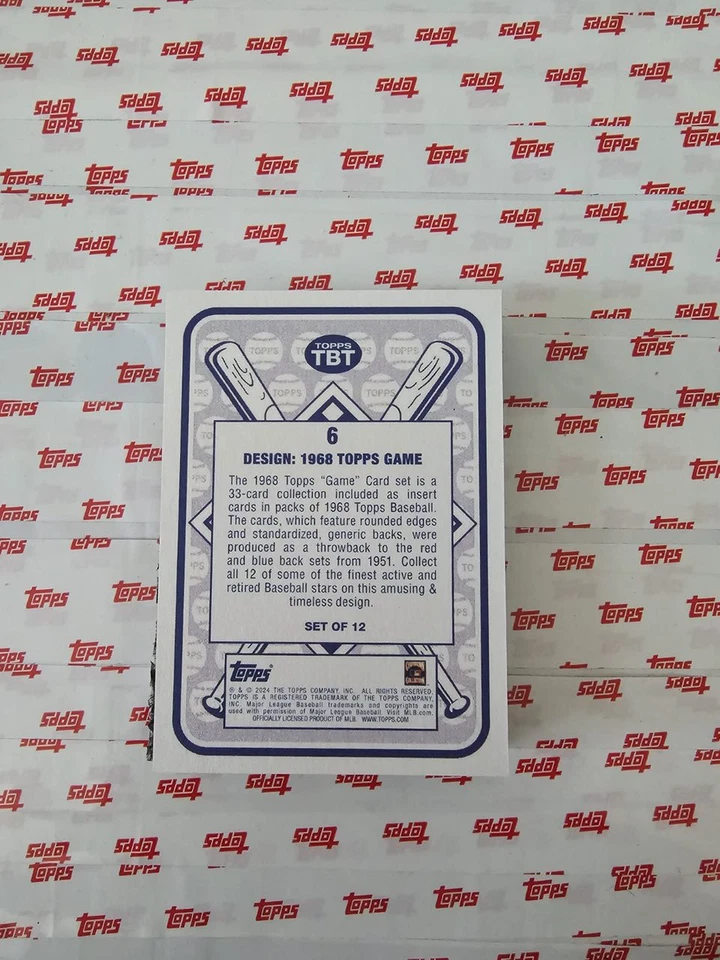 TOPPS
TBT
6
DESIGN: 1968 TOPPS GAME
The 1968 Topps “Game” Card set is a
33-card collection included as insert
cards in packs of 1968 Topps Baseball.
The cards, which feature rounded edges
and standardized, generic backs, were
produced as a throwback to the red
and blue back sets from 1951. Collect
all 12 of some of the finest active and
retired Baseball stars on this amusing &
timeless design.
SET OF 12
Topps
® & © 2024 THE TOPPS COMPANY, INC. ALL RIGHTS RESERVED.
TOPPS IS A REGISTERED TRADEMARK OF THE TOPPS COMPANY,
INC. Major League Baseball trademarks and copyrights are
used with permission of Major League Baseball. Visit MLB.com.
OFFICIALLY LICENSED PRODUCT OF MLB. WWW.TOPPS.COM